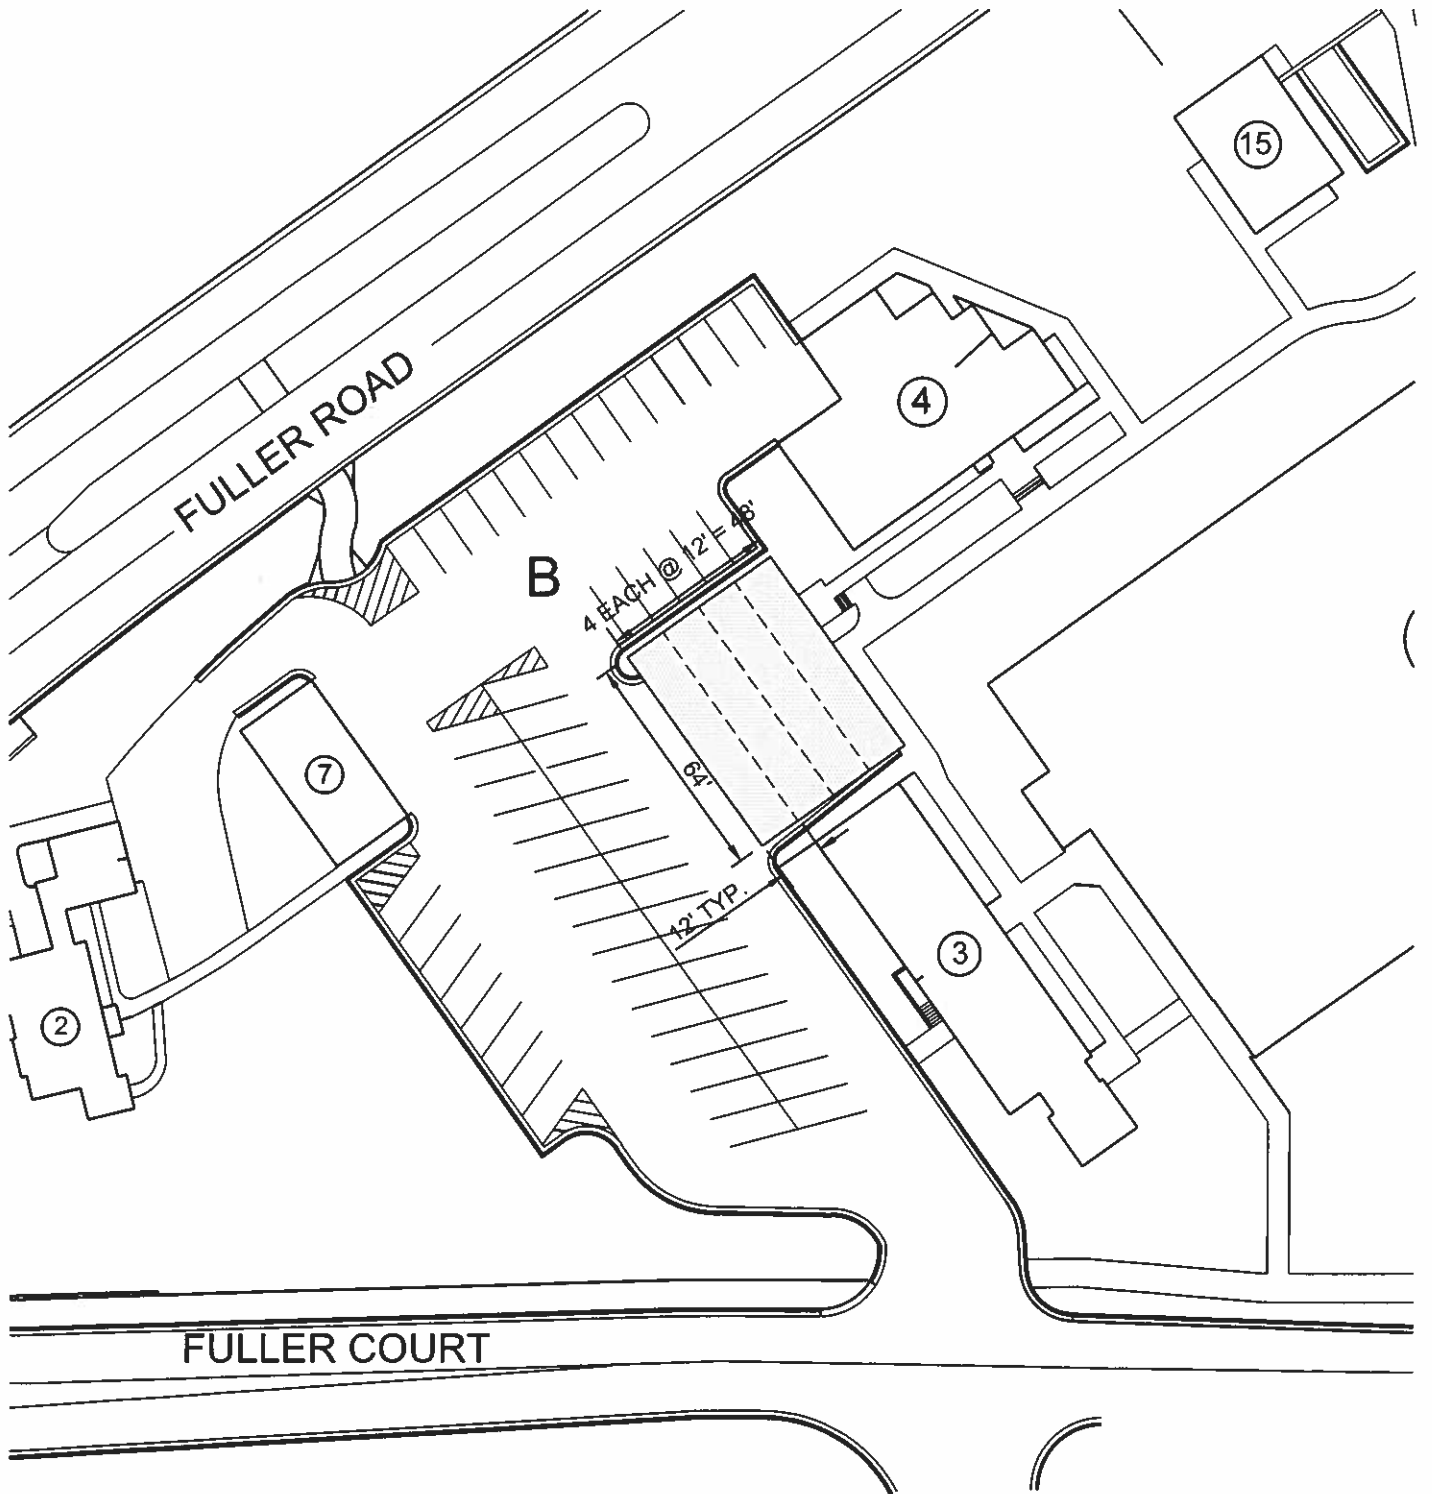 15
FULLER ROAD
4
B
4 EACH @ 12' = 48'
7
64'
12' TYP.
3
2
FULLER COURT